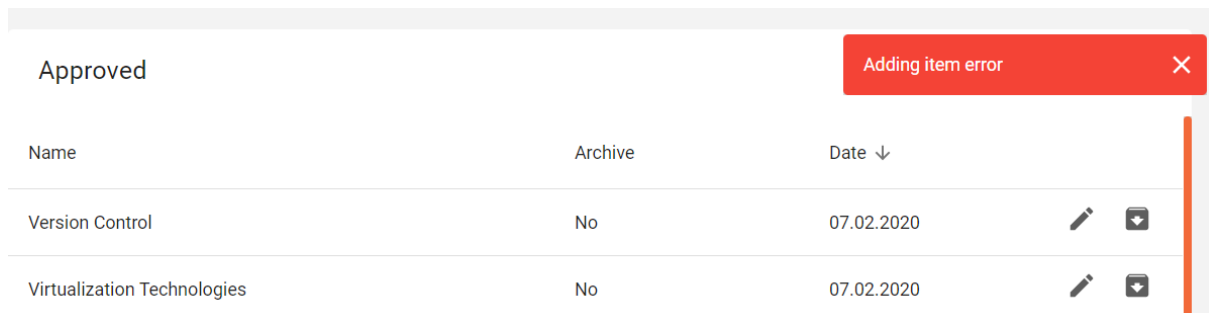 Approved
Adding item error
Name Archive Date
Version Control No 07.02.2020
Virtualization Technologies No 07.02.2020